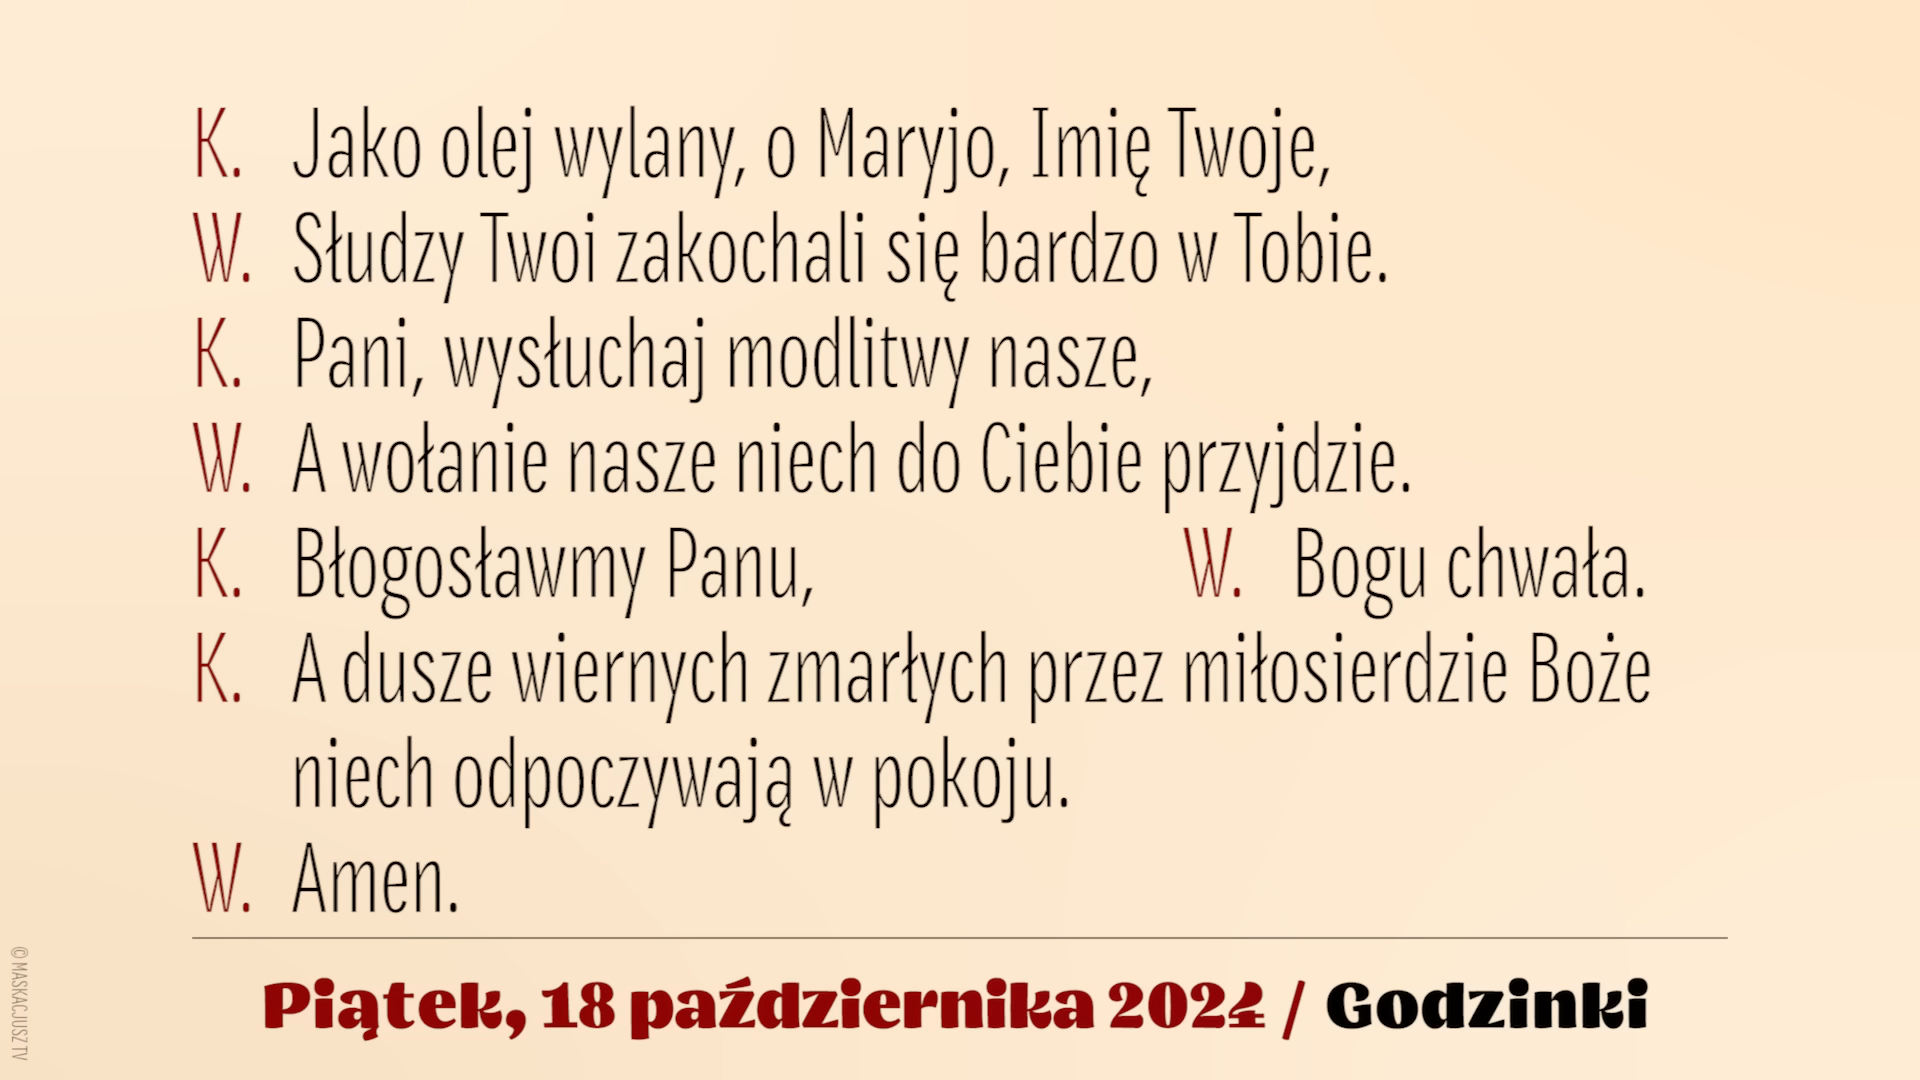 K. Jako olej wylany, o Maryjo, Imię Twoje,
W. Słudzy Twoi zakochali się bardzo w Tobie.
K. Pani, wysłuchaj modlitwy nasze,
W. A wołanie nasze niech do Ciebie przyjdzie.
K. Błogosławmy Panu, W. Bogu chwała.
K. A dusze wiernych zmarłych przez miłosierdzie Boże
niech odpoczywają w pokoju.
W. Amen.
Piątek, 18 października 2024 / Godzinki
© MASKACJUSZ TV